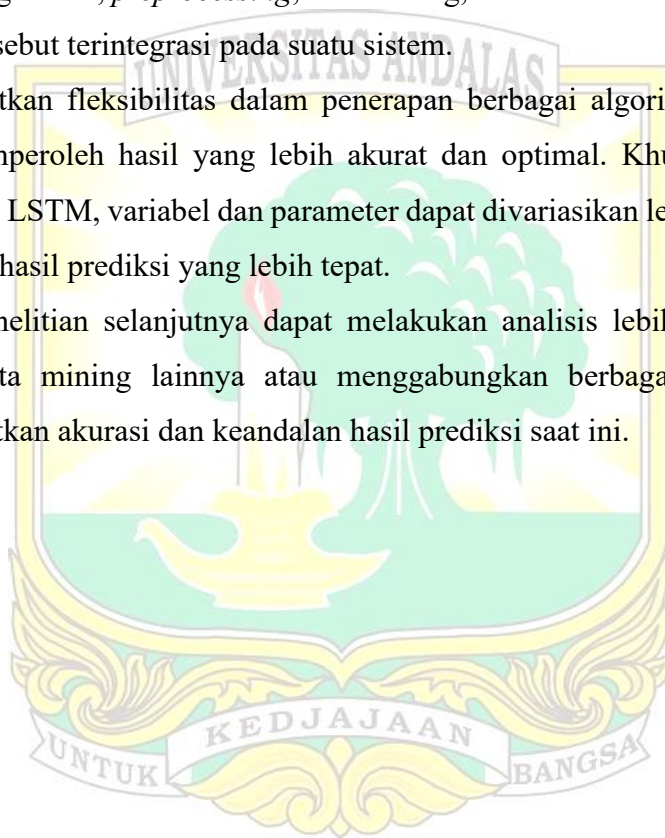 preprocessing,
sebut terintegrasi pada suatu sistem.
UNIVERSITAS ANDALAS
tkan fleksibilitas dalam penerapan berbagai algori
nperoleh hasil yang lebih akurat dan optimal. Khu
LSTM, variabel dan parameter dapat divariasikan le
hasil prediksi yang lebih tepat.
nelitian selanjutnya dapat melakukan analisis lebil
ta mining lainnya atau menggabungkan berbaga
tkan akurasi dan keandalan hasil prediksi saat ini.
KEDJAJAAN
UNTUK BANGSA